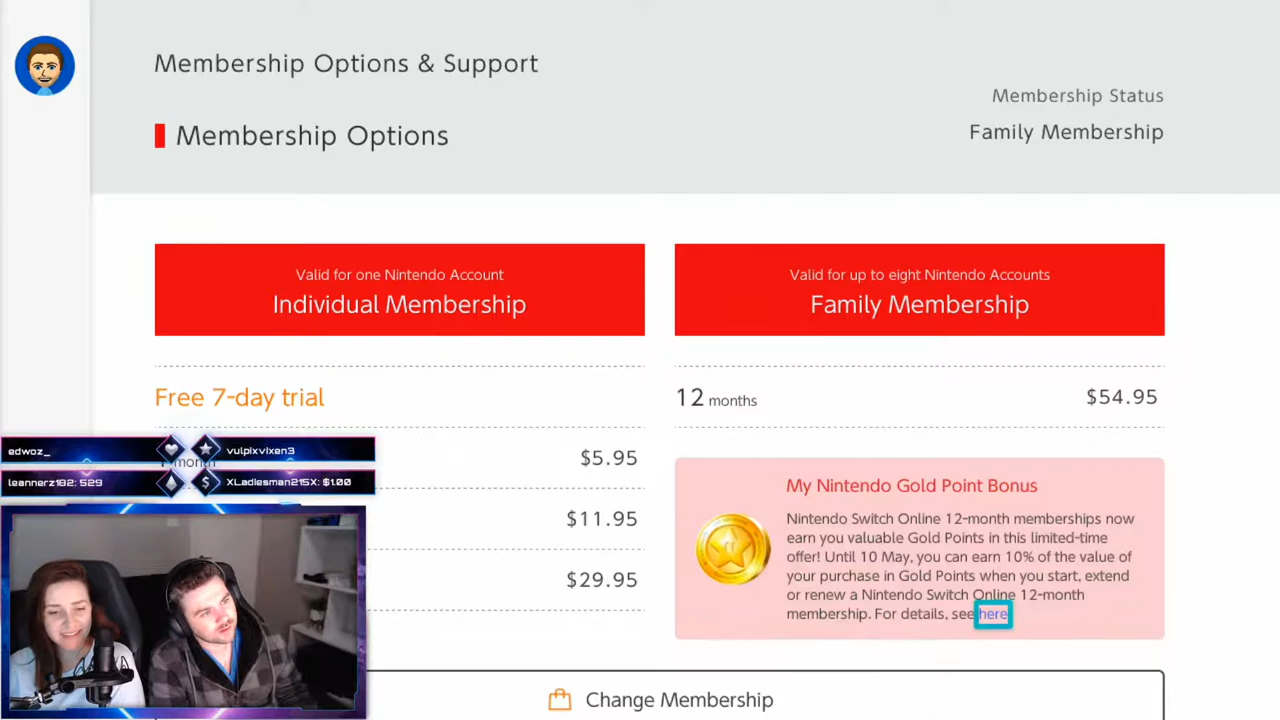 Membership Options & Support
Membership Status
Membership Options
Family Membership
Valid for one Nintendo Account
Individual Membership
Valid for up to eight Nintendo Accounts
Family Membership
Free 7-day trial
12 months
$54.95
$5.95
$11.95
$29.95
My Nintendo Gold Point Bonus
Nintendo Switch Online 12-month memberships now
earn you valuable Gold Points in this limited-time
offer! Until 10 May, you can earn 10% of the value of
your purchase in Gold Points when you start, extend
or renew a Nintendo Switch Online 12-month
membership. For details, see here
edwoz_
vulpixvixen3
month
leannerz182: 529
XLadiesman215X: $1.00
Change Membership